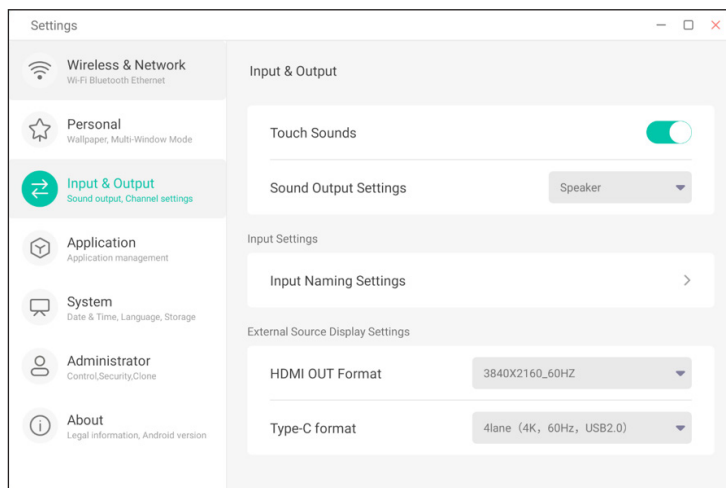 Settings
Wireless & Network
Wi-Fi Bluetooth Ethernet
Personal
Wallpaper, Multi-Window Mode
Input & Output
Sound output, Channel settings
Application
Application management
System
Date & Time, Language, Storage
Administrator
Control,Security,Clone
About
Legal information, Android version
Input & Output
Touch Sounds
Sound Output Settings
Speaker
Input Settings
Input Naming Settings
External Source Display Settings
HDMI OUT Format
3840X2160_60HZ
Type-C format
4lane（4K，60Hz，USB2.0）